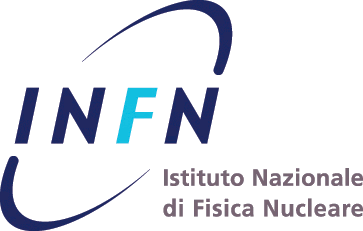 INFN
Istituto Nazionale
di Fisica Nucleare